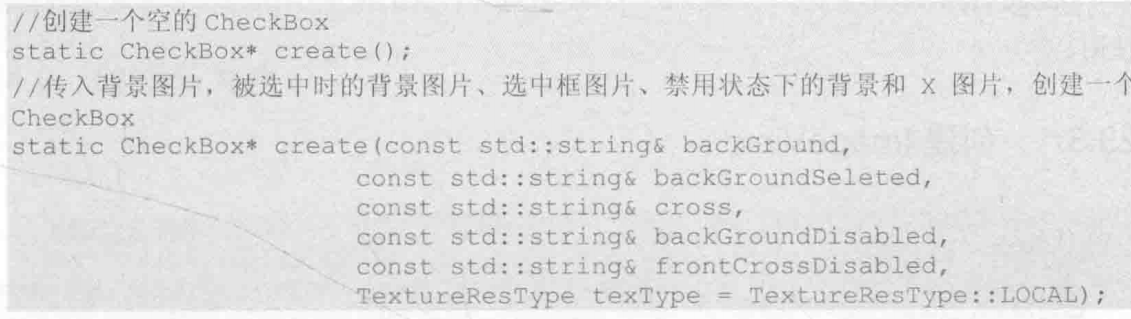 //创建一个空的 CheckBox
static CheckBox* create();
//传入背景图片，被选中时的背景图片、选中框图片、禁用状态下的背景和 X 图片，创建一个
CheckBox
static CheckBox* create(const std::string& backGround,
const std::string& backGroundSeleted,
const std::string& cross,
const std::string& backGroundDisabled,
const std::string& frontCrossDisabled,
TextureResType texType = TextureResType::LOCAL);